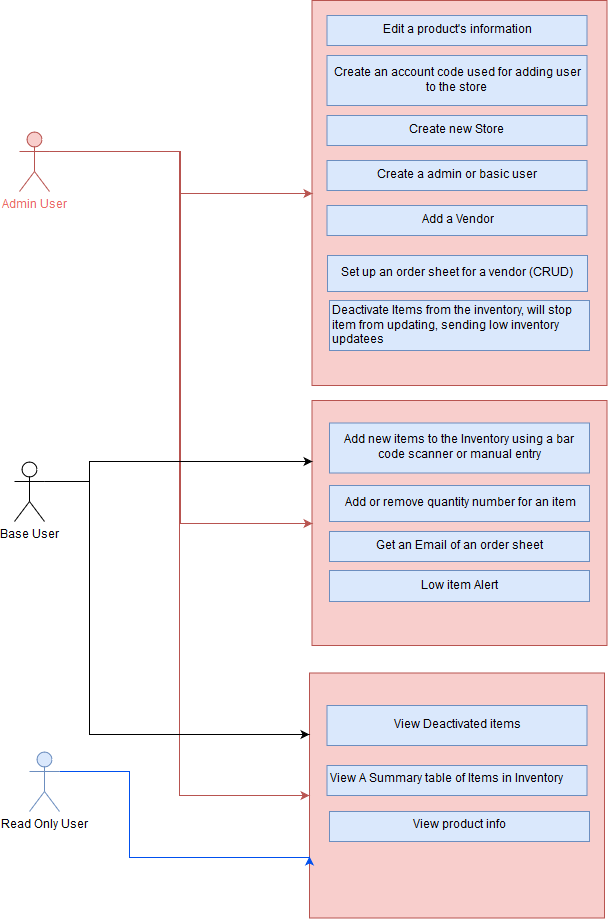 Edit a product's information
Create an account code used for adding user
to the store
Create new Store
Create a admin or basic user
Add a Vendor
Set up an order sheet for a vendor (CRUD)
Deactivate Items from the inventory, will stop
item from updating, sending low inventory
updatees
Admin User
Add new items to the Inventory using a bar
code scanner or manual entry
Add or remove quantity number for an item
Get an Email of an order sheet
Low item Alert
Base User
View Deactivated items
View A Summary table of Items in Inventory
View product info
Read Only User